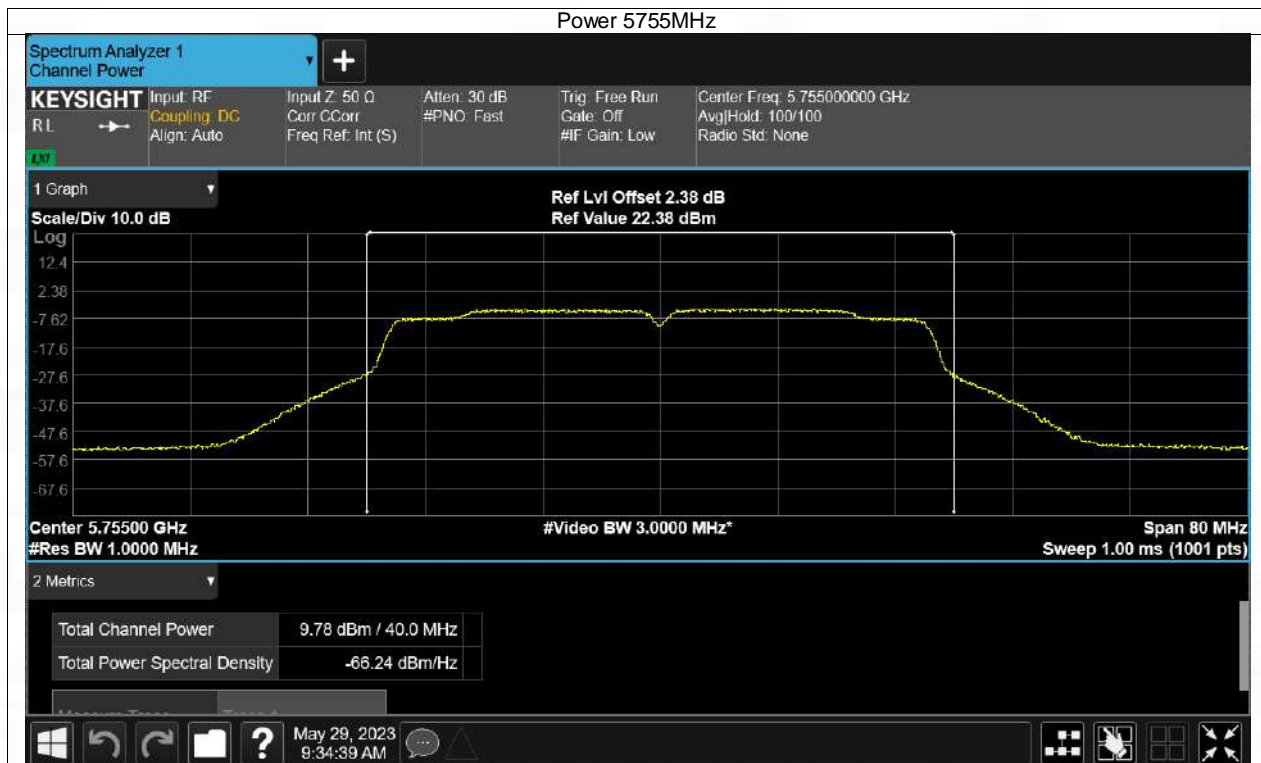 Power 5755MHz
Spectrum Analyzer 1
Channel Power
KEYSIGHT
RL
LXI
Input: RF
Coupling: DC
Align: Auto
Input Z: 50 Ω
Corr CCorr
Freq Ref: Int (S)
Atten: 30 dB
#PNO: Fast
Trig: Free Run
Gate: Off
#IF Gain: Low
Center Freq: 5.755000000 GHz
Avg|Hold: 100/100
Radio Std: None
1 Graph
Scale/Div 10.0 dB
Ref Lvl Offset 2.38 dB
Ref Value 22.38 dBm
Log
12.4
2.38
-7.62
-17.6
-27.6
-37.6
-47.6
-57.6
-67.6
Center 5.75500 GHz
#Res BW 1.0000 MHz
#Video BW 3.0000 MHz*
Span 80 MHz
Sweep 1.00 ms (1001 pts)
2 Metrics
Total Channel Power 9.78 dBm / 40.0 MHz
Total Power Spectral Density -66.24 dBm/Hz
May 29, 2023
9:34:39 AM